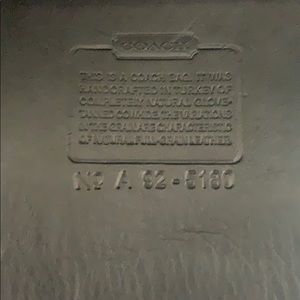 COACH
THIS IS A COACH BAG. IT WAS
HANDCRAFTED IN TURKEY OF
COMPLETELY NATURAL GLOVE-
TANNED COWHIDE. THE VARIATIONS
IN THE GRAIN ARE CHARACTERISTIC
OF NATURAL FULL GRAIN LEATHER.
Nº A 92-5160